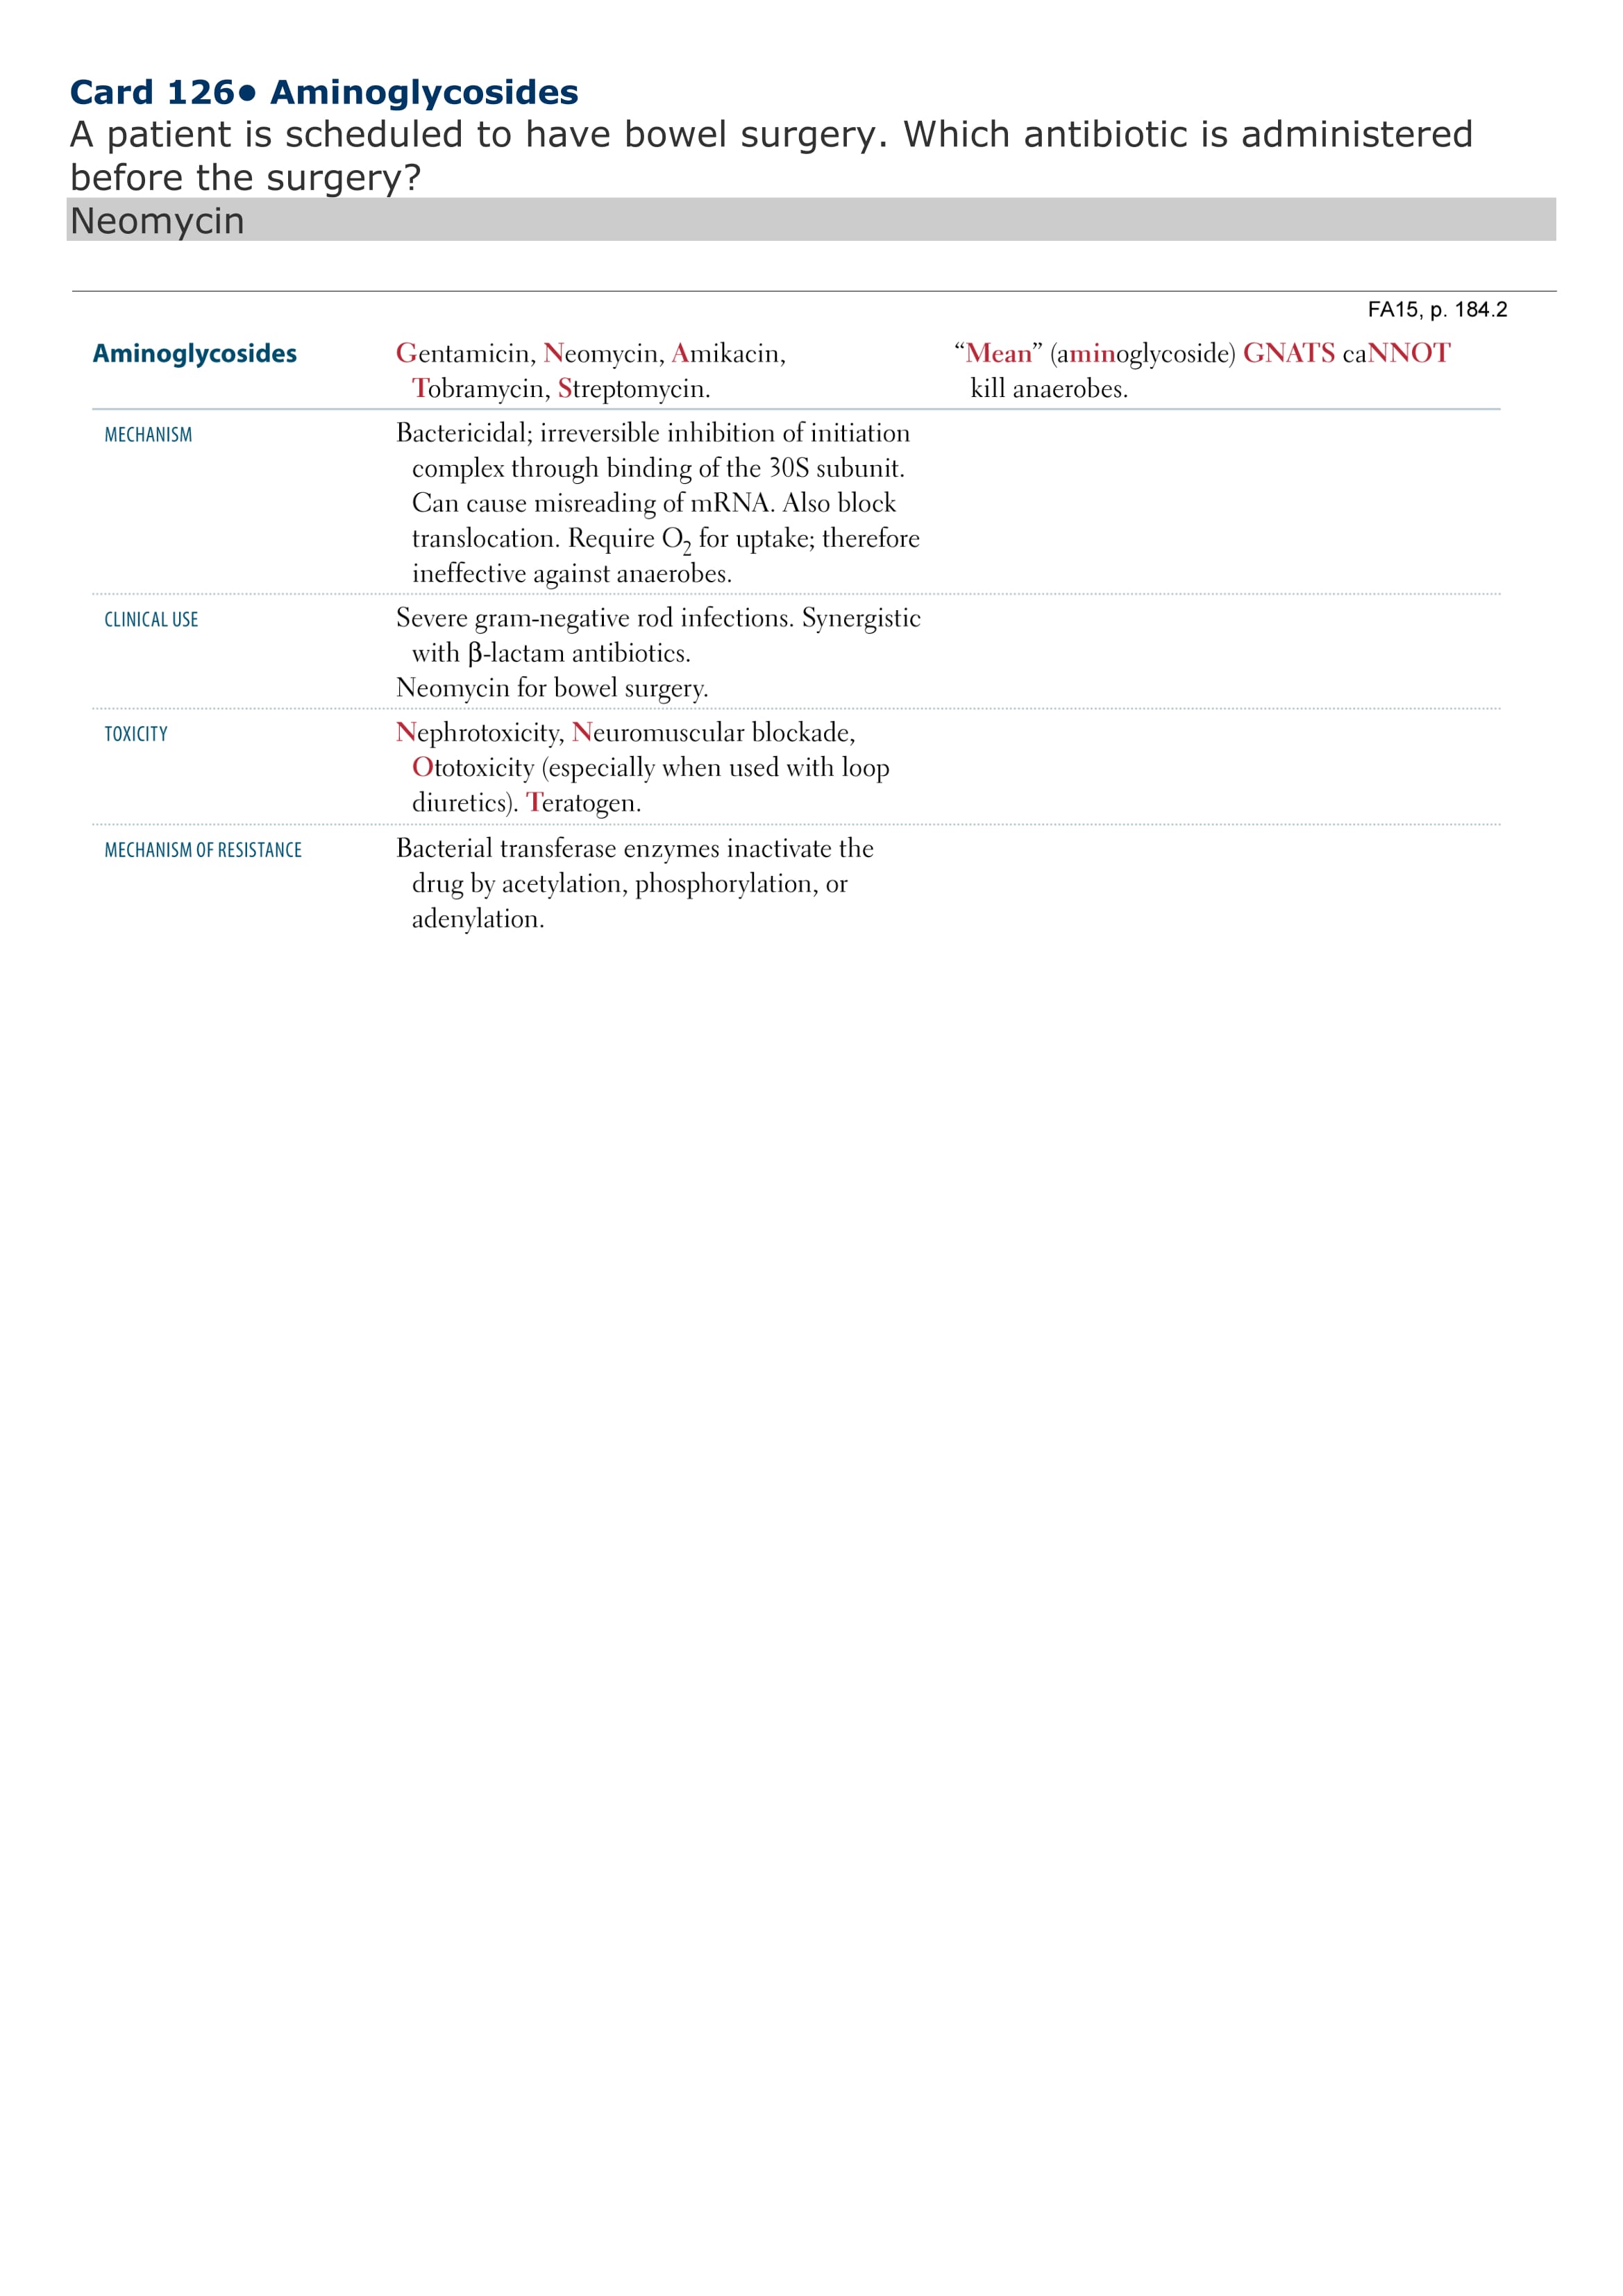 Card 126• Aminoglycosides
A patient is scheduled to have bowel surgery. Which antibiotic is administered
before the surgery?
Neomycin
FA15, p. 184.2
Aminoglycosides
Gentamicin, Neomycin, Amikacin,
Tobramycin, Streptomycin.
“Mean” (aminoglycoside) GNATS caNNOT
kill anaerobes.
MECHANISM
Bactericidal; irreversible inhibition of initiation
complex through binding of the 30S subunit.
Can cause misreading of mRNA. Also block
translocation. Require O₂ for uptake; therefore
ineffective against anaerobes.
CLINICAL USE
Severe gram-negative rod infections. Synergistic
with β-lactam antibiotics.
Neomycin for bowel surgery.
TOXICITY
Nephrotoxicity, Neuromuscular blockade,
Ototoxicity (especially when used with loop
diuretics). Teratogen.
MECHANISM OF RESISTANCE
Bacterial transferase enzymes inactivate the
drug by acetylation, phosphorylation, or
adenylation.